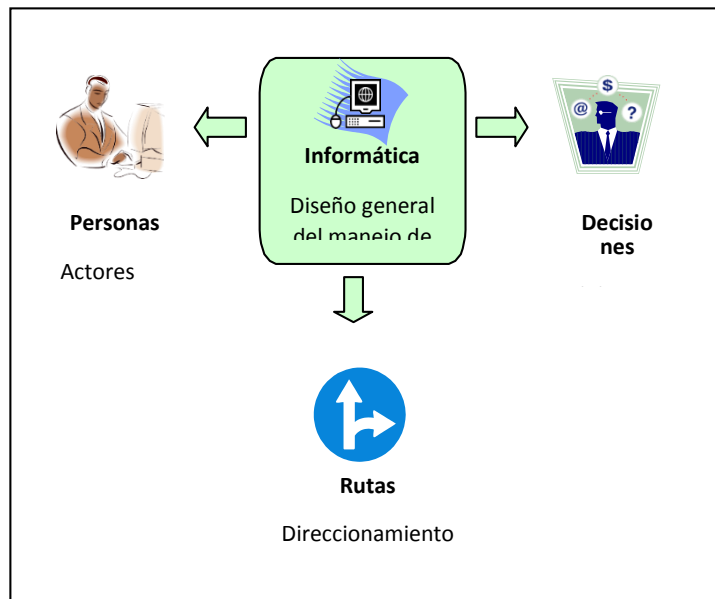 @ $ ?
Informática
Diseño general
del manejo de
Personas
Actores
Decisio
nes
Rutas
Direccionamiento